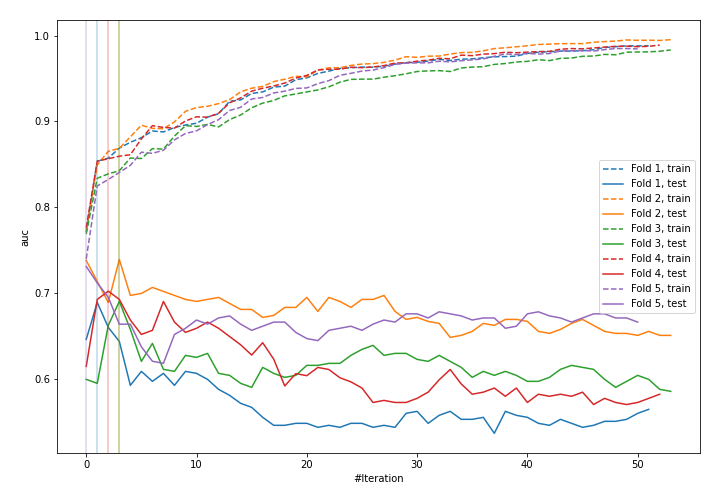 1.0
0.9
0.8
0.7
0.6
auc
0
10
20
30
40
50
#Iteration
Fold 1, train
Fold 1, test
Fold 2, train
Fold 2, test
Fold 3, train
Fold 3, test
Fold 4, train
Fold 4, test
Fold 5, train
Fold 5, test